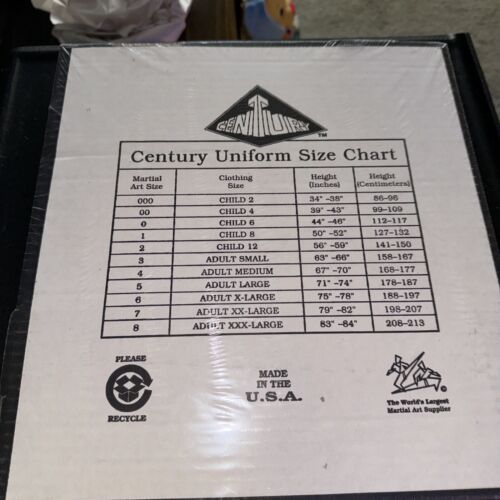 CENTURY
TM
Century Uniform Size Chart
Martial Art Size Clothing Size Height (Inches) Height (Centimeters)
000 CHILD 2 34" -38" 86-96
00 CHILD 4 39" -43" 99-109
0 CHILD 6 44" -46" 112-117
1 CHILD 8 50" -52" 127-132
2 CHILD 12 56" -59" 141-150
3 ADULT SMALL 63" -66" 158-167
4 ADULT MEDIUM 67" -70" 168-177
5 ADULT LARGE 71" -74" 178-187
6 ADULT X-LARGE 75" -78" 188-197
7 ADULT XX-LARGE 79" -82" 198-207
8 ADULT XXX-LARGE 83" -84" 208-213
PLEASE
RECYCLE
MADE
IN THE
U.S.A.
The World's Largest
Martial Art Supplier